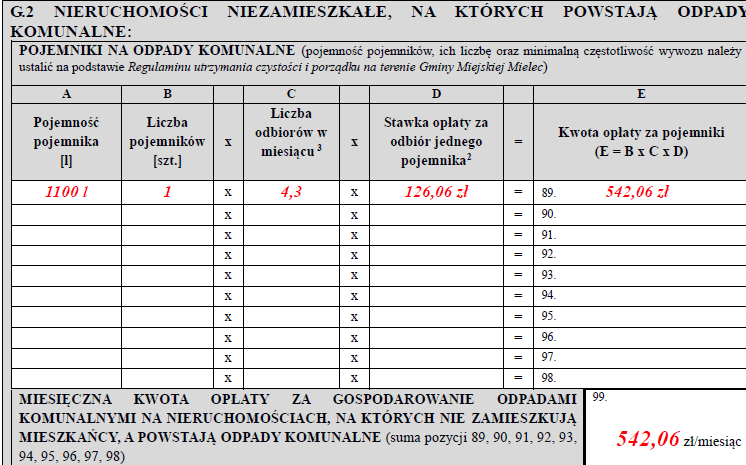 G.2 NIERUCHOMOŚCI NIEZAMIESZKAŁE, NA KTÓRYCH POWSTAJĄ ODPADY
KOMUNALNE:
POJEMNIKI NA ODPADY KOMUNALNE (pojemność pojemników, ich liczbę oraz minimalną częstotliwość wywozu należy
ustalić na podstawie Regulaminu utrzymania czystości i porządku na terenie Gminy Miejskiej Mielec)
A B C D E
Pojemność pojemnika [l] Liczba pojemników [szt.] x Liczba odbiorów w miesiącu 3 x Stawka opłaty za odbiór jednego pojemnika2 = Kwota opłaty za pojemniki (E = B x C x D)
1100 l 1 x 4,3 x 126,06 zł = 89. 542,06 zł
x x = 90.
x x = 91.
x x = 92.
x x = 93.
x x = 94.
x x = 95.
x x = 96.
x x = 97.
x x = 98.
MIESIĘCZNA KWOTA OPŁATY ZA GOSPODAROWANIE ODPADAMI
KOMUNALNYMI NA NIERUCHOMOŚCIACH, NA KTÓRYCH NIE ZAMIESZKUJĄ
MIESZKAŃCY, A POWSTAJĄ ODPADY KOMUNALNE (suma pozycji 89, 90, 91, 92, 93,
94, 95, 96, 97, 98)
99.
542,06 zł/miesiąc